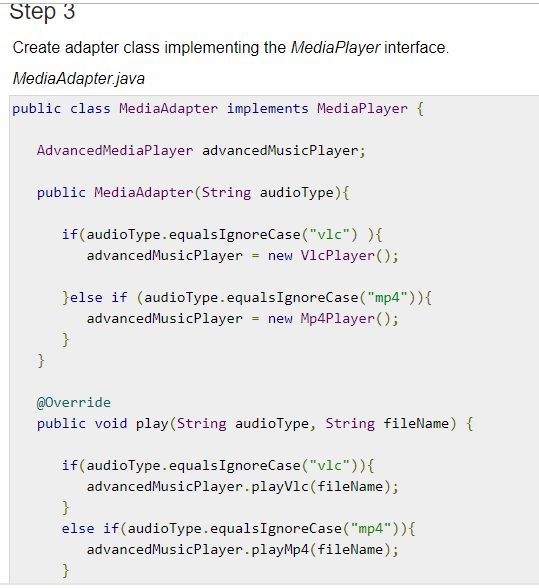 Step 3
Create adapter class implementing the MediaPlayer interface.
MediaAdapter.java
public class MediaAdapter implements MediaPlayer {
AdvancedMediaPlayer advancedMusicPlayer;
public MediaAdapter(String audioType){
if(audioType.equalsIgnoreCase("vlc") ){
advancedMusicPlayer = new VlcPlayer();
}else if (audioType.equalsIgnoreCase("mp4")){
advancedMusicPlayer = new Mp4Player();
}
}
@Override
public void play(String audioType, String fileName) {
if(audioType.equalsIgnoreCase("vlc")){
advancedMusicPlayer.playVlc(fileName);
}
else if(audioType.equalsIgnoreCase("mp4")){
advancedMusicPlayer.playMp4(fileName);
}